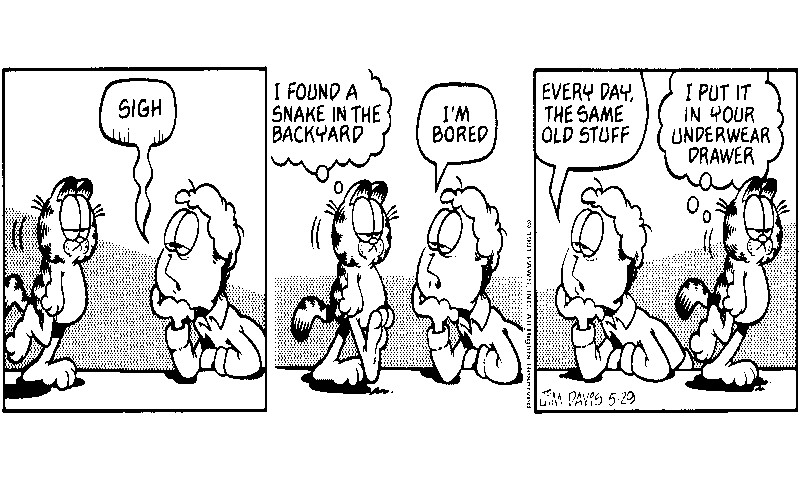 SIGH
I FOUND A
SNAKE IN THE
BACKYARD
I'M
BORED
EVERY DAY,
THE SAME
OLD STUFF
I PUT IT
IN YOUR
UNDERWEAR
DRAWER
JIM DAVIS 5-29